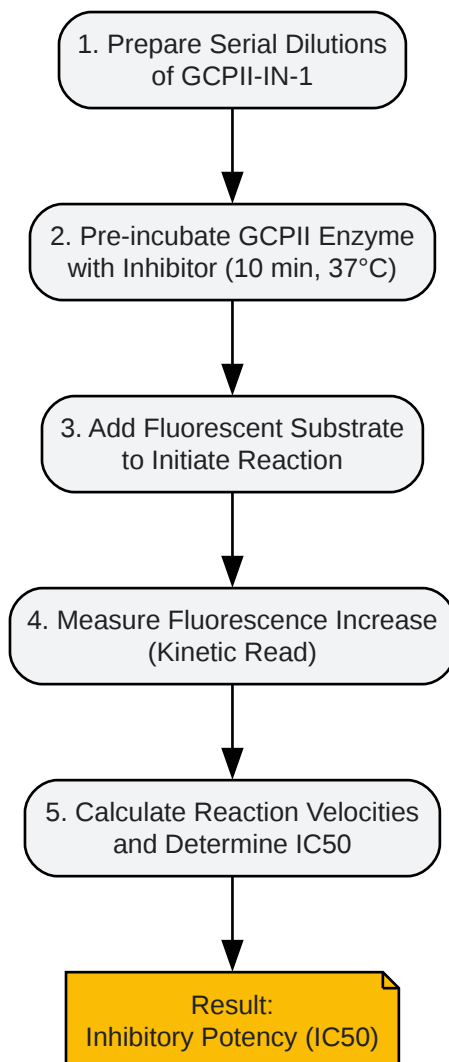 1. Prepare Serial Dilutions
of GCPII-IN-1
2. Pre-incubate GCPII Enzyme
with Inhibitor (10 min, 37°C)
3. Add Fluorescent Substrate
to Initiate Reaction
4. Measure Fluorescence Increase
(Kinetic Read)
5. Calculate Reaction Velocities
and Determine IC50
Result:
Inhibitory Potency (IC50)